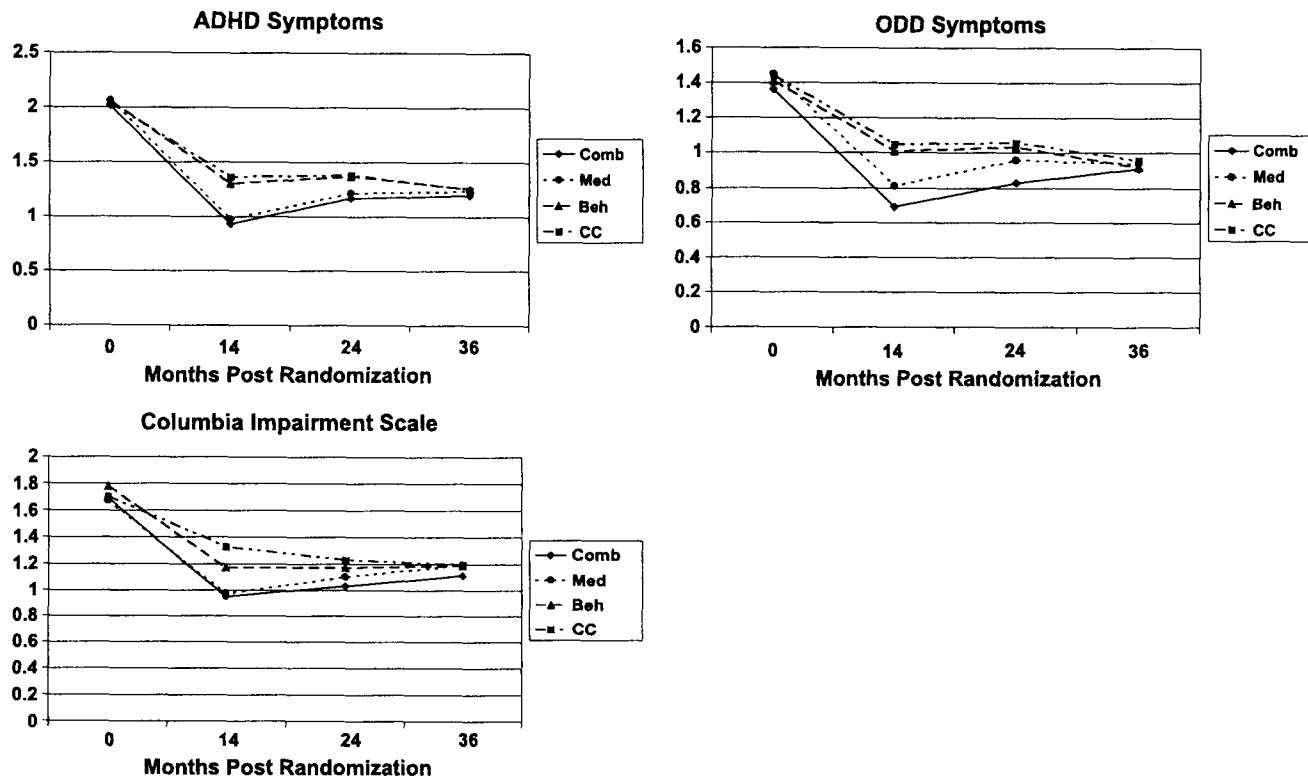 ADHD Symptoms
2.5
2
1.5
1
0.5
0
0 14 24 36
Months Post Randomization
Comb
Med
Beh
CC
ODD Symptoms
1.6
1.4
1.2
1
0.8
0.6
0.4
0.2
0
0 14 24 36
Months Post Randomization
Comb
Med
Beh
CC
Columbia Impairment Scale
2
1.8
1.6
1.4
1.2
1
0.8
0.6
0.4
0.2
0
0 14 24 36
Months Post Randomization
Comb
Med
Beh
CC